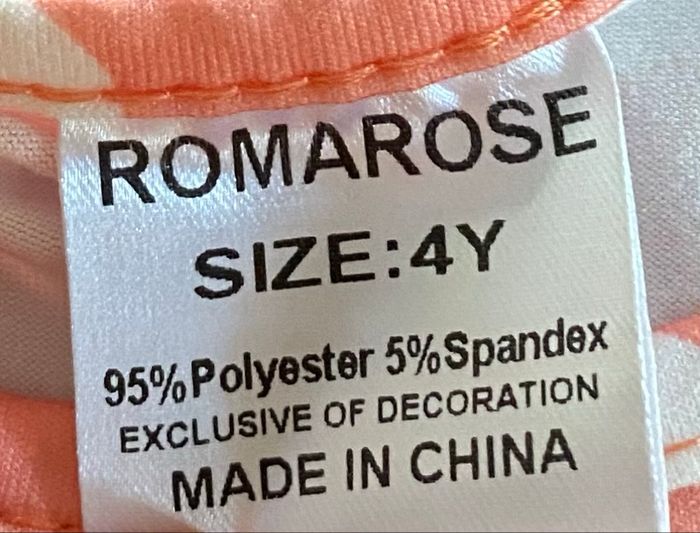 ROMAROSE
SIZE:4Y
95%Polyester 5%Spandex
EXCLUSIVE OF DECORATION
MADE IN CHINA